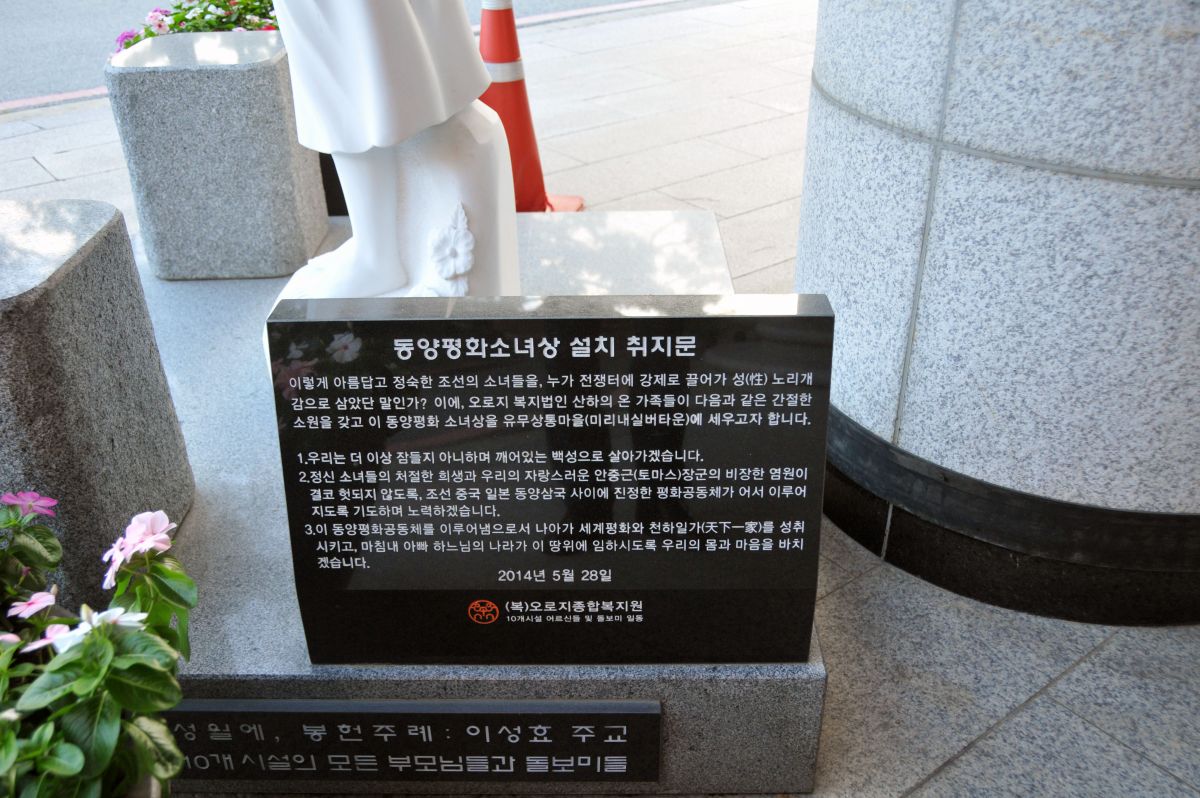 동양평화소녀상 설치 취지문
이렇게 아름답고 정숙한 조선의 소녀들을, 누가 전쟁터에 강제로 끌어가 성(性) 노리개
감으로 삼았단 말인가? 이에, 오로지 복지법인 산하의 온 가족들이 다음과 같은 간절한
소원을 갖고 이 동양평화 소녀상을 유무상통마을(미리내실버타운)에 세우고자 합니다.
1.우리는 더 이상 잠들지 아니하며 깨어있는 백성으로 살아가겠습니다.
2.정신 소녀들의 처절한 희생과 우리의 자랑스러운 안중근(토마스)장군의 비장한 염원이
결코 헛되지 않도록, 조선 중국 일본 동양삼국 사이에 진정한 평화공동체가 어서 이루어
지도록 기도하며 노력하겠습니다.
3.이 동양평화공동체를 이루어냄으로서 나아가 세계평화와 천하일가(天下一家)를 성취
시키고, 마침내 아빠 하느님의 나라가 이 땅위에 임하시도록 우리의 몸과 마음을 바치
겠습니다.
2014년 5월 28일
(복)오로지종합복지원
10개시설 어르신들 및 돌보미 일동
성일에, 봉헌주례: 이성효 주교
10개 시설의 모든 부모님들과 돌보미들